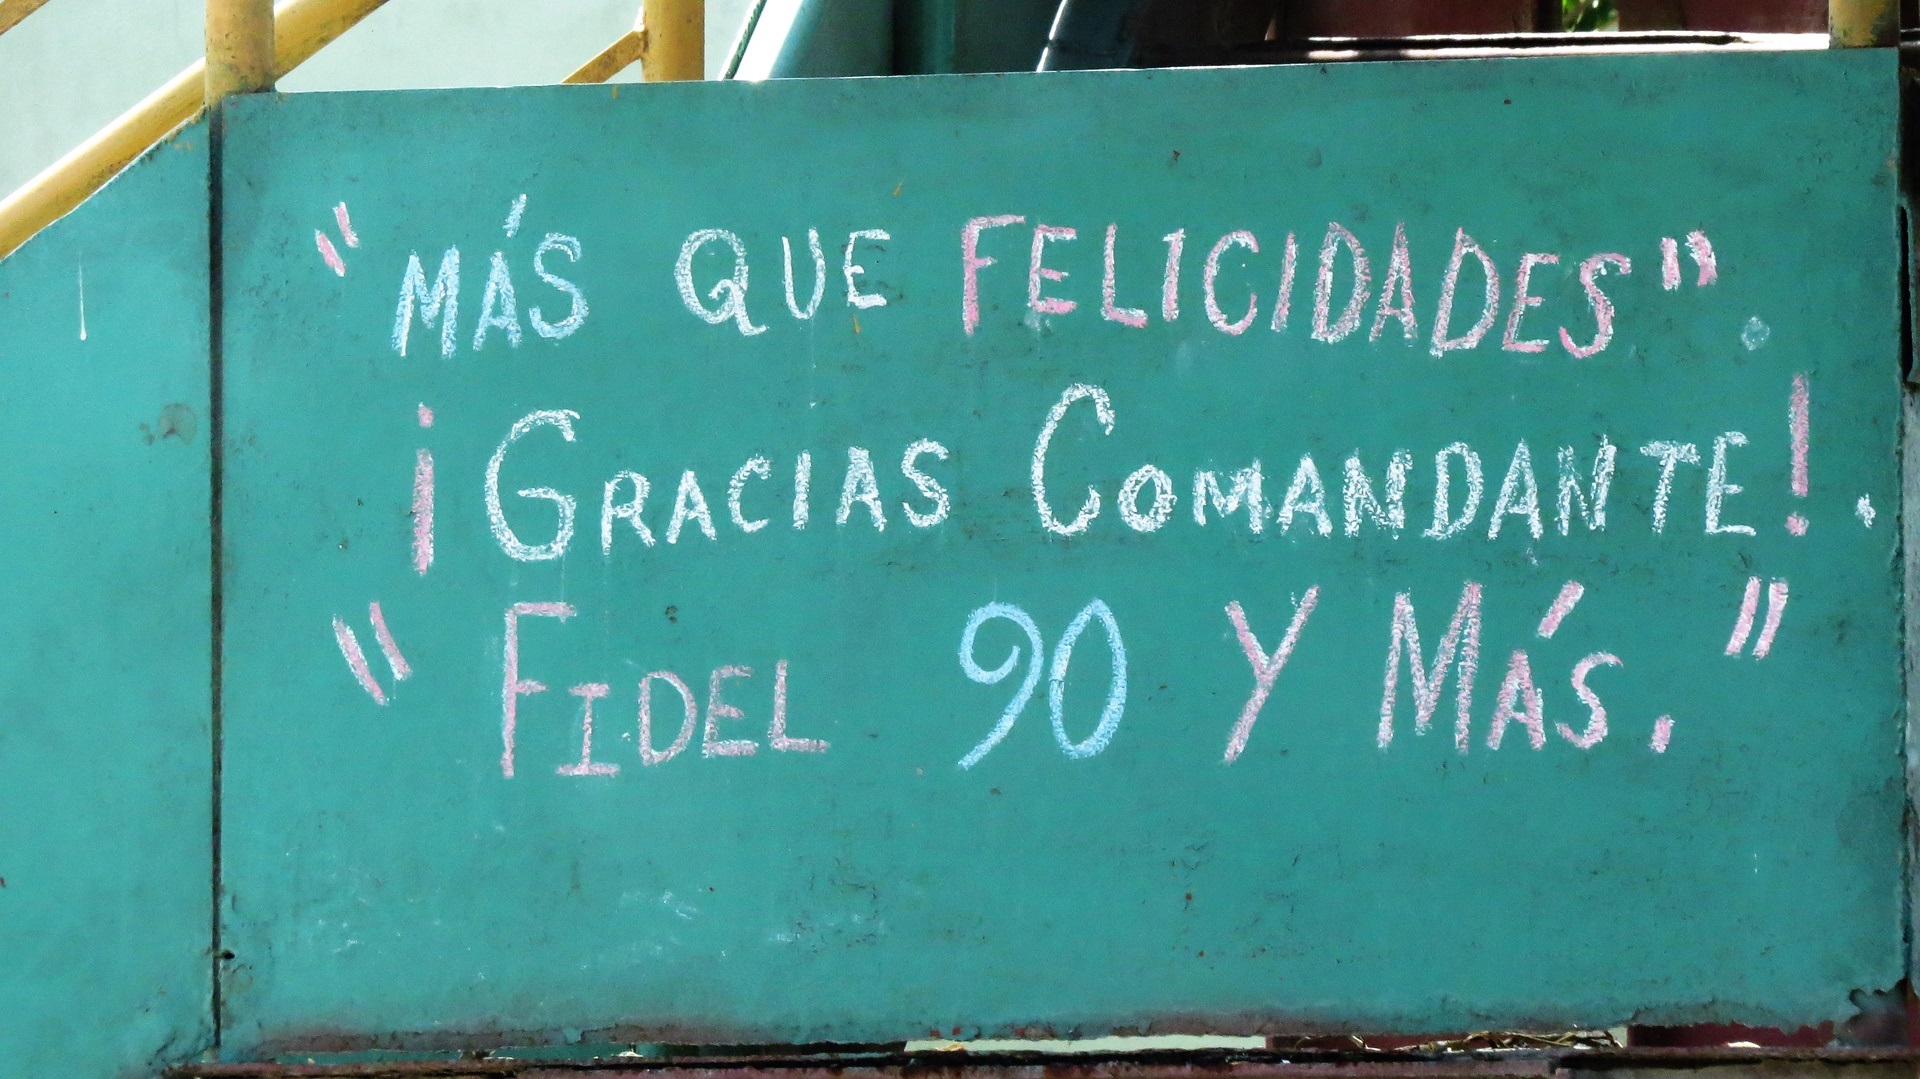 "MÁS QUE FELICIDADES".
¡GRACIAS COMANDANTE!.
"FIDEL 90 Y MÁS."